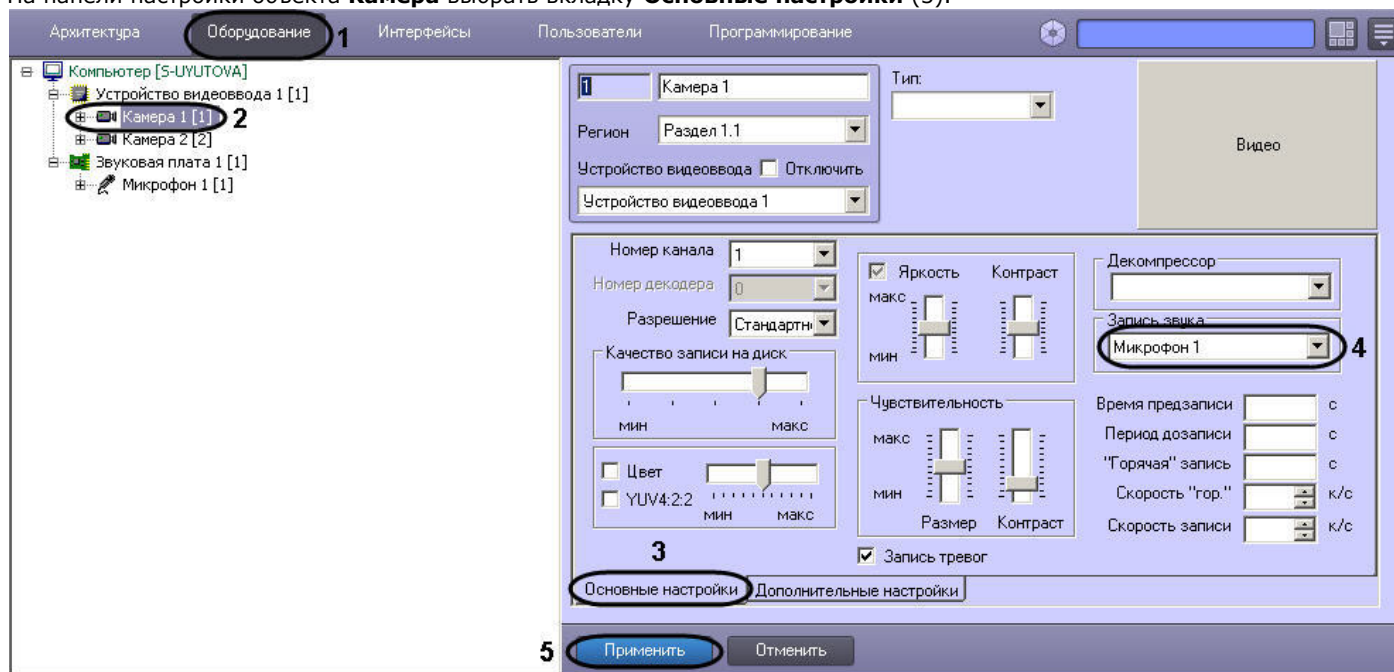 На панели настройки объекта Камера выбрать вкладку Основные настройки (3).
Архитектура Оборудование 1 Интерфейсы Пользователи Программирование
Компьютер [S-UYUTOVA]
Устройство видеоввода 1 [1]
Камера 1 [1] 2
Камера 2 [2]
Звуковая плата 1 [1]
Микрофон 1 [1]
1 Камера 1
Тип:
Регион Раздел 1.1
Устройство видеоввода Отключить
Устройство видеоввода 1
Видео
Номер канала 1
Номер декодера 0
Разрешение Стандартн
Качество записи на диск
мин макс
Цвет
YUV4:2:2
мин макс
Яркость Контраст
макс
мин
Чувствительность
макс
мин
Размер Контраст
Запись тревог
Декомпрессор
Запись звука
Микрофон 1 4
Время предзаписи с
Период дозаписи с
"Горячая" запись с
Скорость "гор." к/с
Скорость записи к/с
3
Основные настройки Дополнительные настройки
5 Применить Отменить